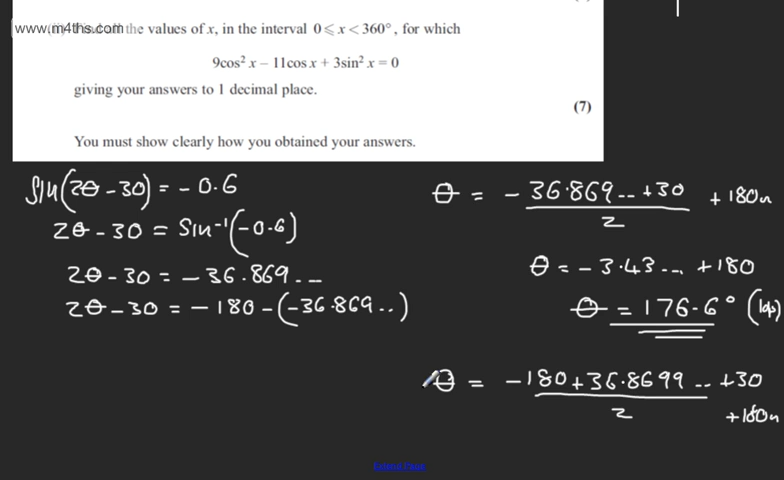 www.m4ths.com the values of x, in the interval 0 ⩽ x < 360°, for which
9cos² x – 11cos x + 3sin² x = 0
giving your answers to 1 decimal place.
(7)
You must show clearly how you obtained your answers.
Sin(2θ - 30) = - 0.6
2θ - 30 = Sin⁻¹(-0.6)
2θ - 30 = -36.869...
2θ - 30 = -180 - (-36.869..)
θ = (-36.869... + 30)/2 + 180n
θ = -3.43... + 180
θ = 176.6° (1dp)
θ = (-180 + 36.8699... + 30)/2 + 180n